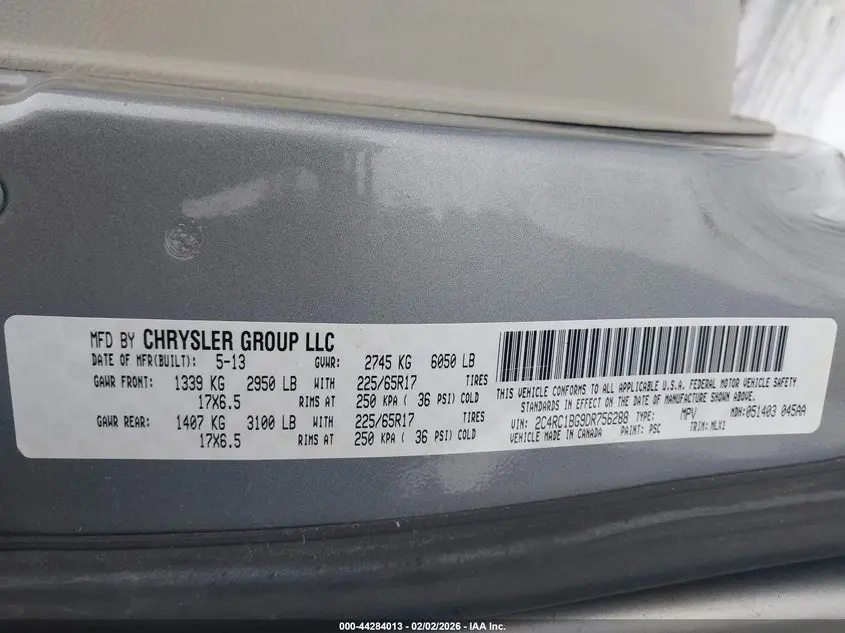 MFD BY CHRYSLER GROUP LLC
DATE OF MFR(BUILT): 5-13 GVWR: 2745 KG 6050 LB
GAWR FRONT: 1339 KG 2950 LB WITH 225/65R17 TIRES
17X6.5 RIMS AT 250 KPA ( 36 PSI) COLD
GAWR REAR: 1407 KG 3100 LB WITH 225/65R17 TIRES
17X6.5 RIMS AT 250 KPA ( 36 PSI) COLD
THIS VEHICLE CONFORMS TO ALL APPLICABLE U.S.A. FEDERAL MOTOR VEHICLE SAFETY
STANDARDS IN EFFECT ON THE DATE OF MANUFACTURE SHOWN ABOVE.
VIN: 2C4RC1BG9DR756288 TYPE: MPV MDH: 051403 045AA
VEHICLE MADE IN CANADA PAINT: PSC TRIM: MLX1
000-44284013 - 02/02/2026 - IAA Inc.